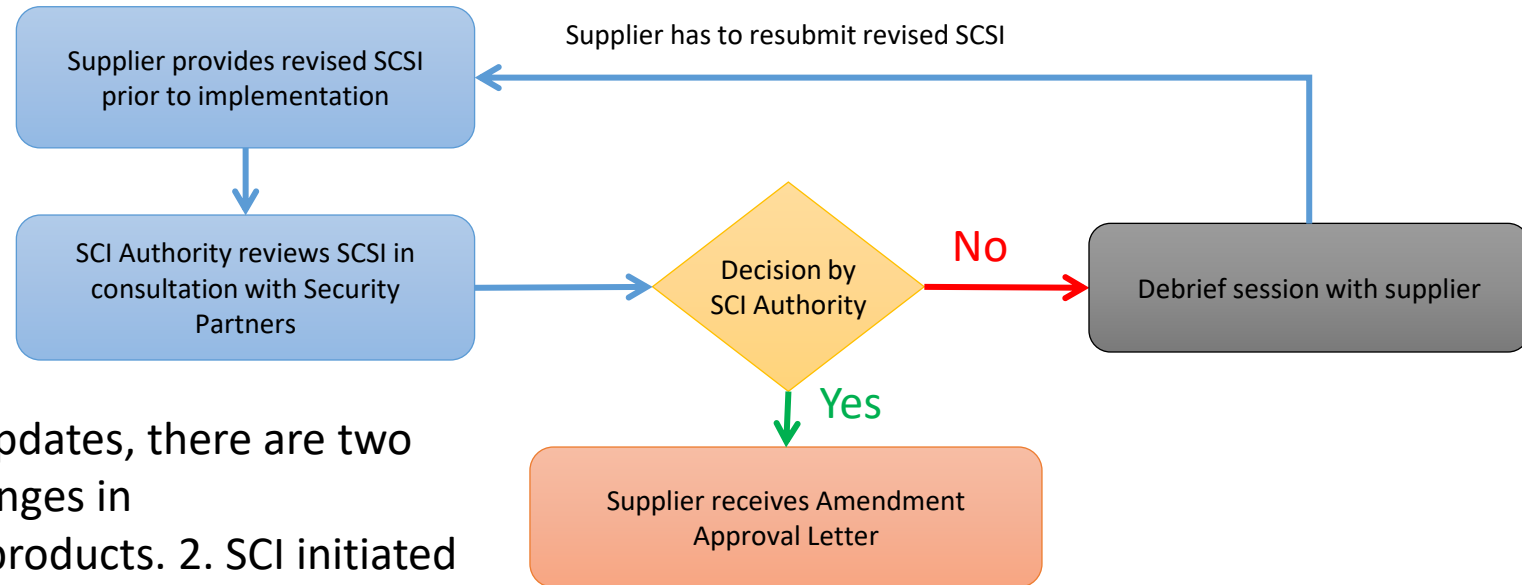 Supplier has to resubmit revised SCSI
Supplier provides revised SCSI
prior to implementation
SCI Authority reviews SCSI in
consultation with Security
Partners
Decision by
SCI Authority
No
Debrief session with supplier
Yes
Supplier receives Amendment
Approval Letter
there are two
in
products. 2. SCI initiated